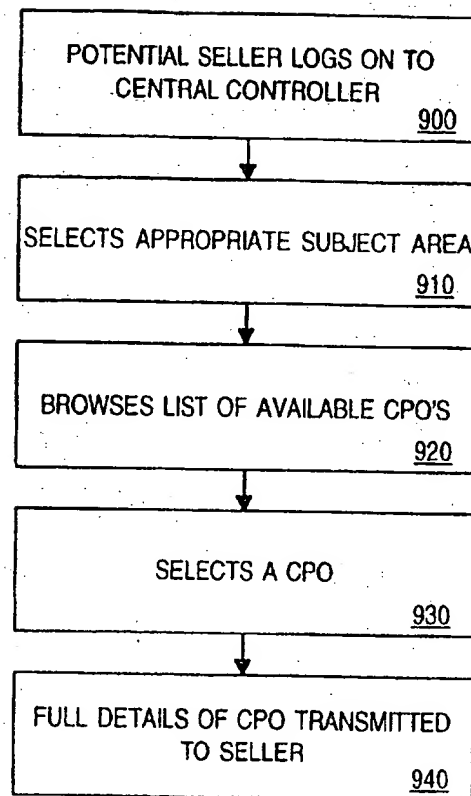 POTENTIAL SELLER LOGS ON TO
CENTRAL CONTROLLER
900
SELECTS APPROPRIATE SUBJECT AREA
910
BROWSES LIST OF AVAILABLE CPO'S
920
SELECTS A CPO
930
FULL DETAILS OF CPO TRANSMITTED
TO SELLER
940